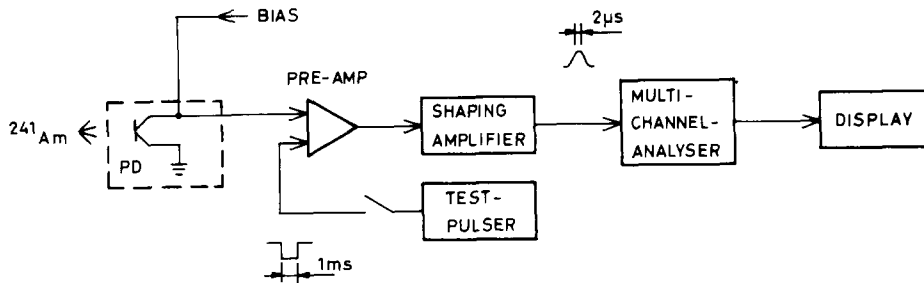 BIAS
2μs
PRE-AMP
241Am
PD
SHAPING
AMPLIFIER
MULTI-
CHANNEL-
ANALYSER
DISPLAY
TEST-
PULSER
1ms